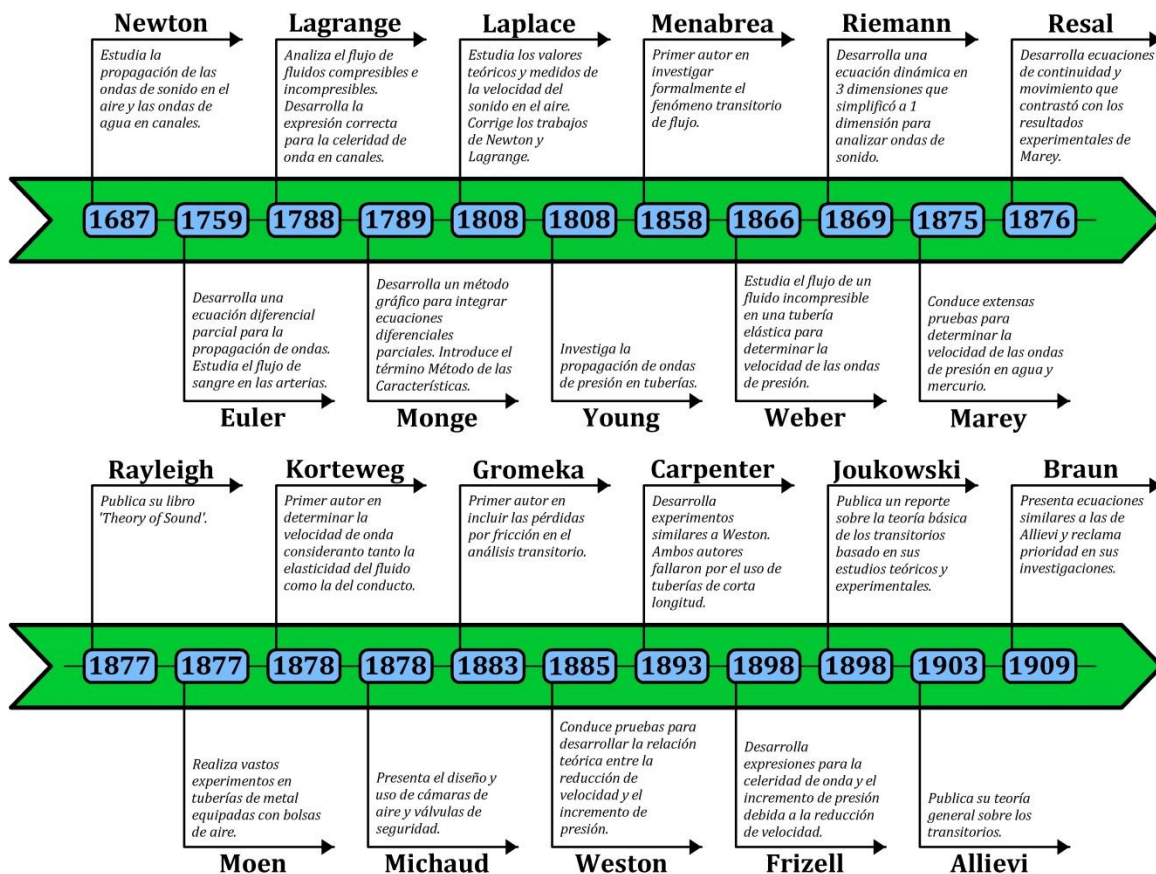 Newton
Estudia la
propagación de las
ondas de sonido en el
aire y las ondas de
agua en canales.
Lagrange
Analiza el flujo de
fluidos compresibles e
incompresibles.
Desarrolla la
expresión correcta
para la celeridad de
onda en canales.
Laplace
Estudia los valores
teóricos y medidos de
la velocidad del
sonido en el aire.
Corrige los trabajos
de Newton y
Lagrange.
Menabrea
Primer autor en
investigar
formalmente el
fenómeno transitorio
de flujo.
Riemann
Desarrolla una
ecuación dinámica en
3 dimensiones que
simplificó a 1
dimensión para
analizar ondas de
sonido.
Resal
Desarrolla ecuaciones
de continuidad y
movimiento que
contrastó con los
resultados
experimentales de
Marey.
1687 1759 1788 1789 1808 1808 1858 1866 1869 1875 1876
Desarrolla una
ecuación diferencial
parcial para la
propagación de ondas.
Estudia el flujo de
sangre en las arterias.
Euler
Desarrolla un método
gráfico para integrar
ecuaciones
diferenciales
parciales. Introduce el
término Método de las
Características.
Monge
Investiga la
propagación de ondas
de presión en tuberías.
Young
Estudia el flujo de un
fluido incompresible
en una tubería
elástica para
determinar la
velocidad de las ondas
de presión.
Weber
Conduce extensas
pruebas para
determinar la
velocidad de las ondas
de presión en agua y
mercurio.
Marey
Rayleigh
Publica su libro
'Theory of Sound'.
Korteweg
Primer autor en
determinar la
velocidad de onda
consideranto tanto la
elasticidad del fluido
como la del conducto.
Gromeka
Primer autor en
incluir las pérdidas
por fricción en el
análisis transitorio.
Carpenter
Desarrolla
experimentos
similares a Weston.
Ambos autores
fallaron por el uso de
tuberías de corta
longitud.
Joukowski
Publica un reporte
sobre la teoría básica
de los transitorios
basado en sus
estudios teóricos y
experimentales.
Braun
Presenta ecuaciones
similares a las de
Allievi y reclama
prioridad en sus
investigaciones.
1877 1877 1878 1878 1883 1885 1893 1898 1898 1903 1909
Realiza vastos
experimentos en
tuberías de metal
equipadas con bolsas
de aire.
Moen
Presenta el diseño y
uso de cámaras de
aire y válvulas de
seguridad.
Michaud
Conduce pruebas para
desarrollar la relación
teórica entre la
reducción de
velocidad y el
incremento de
presión.
Weston
Desarrolla
expresiones para la
celeridad de onda y el
incremento de presión
debida a la reducción
de velocidad.
Frizell
Publica su teoría
general sobre los
transitorios.
Allievi